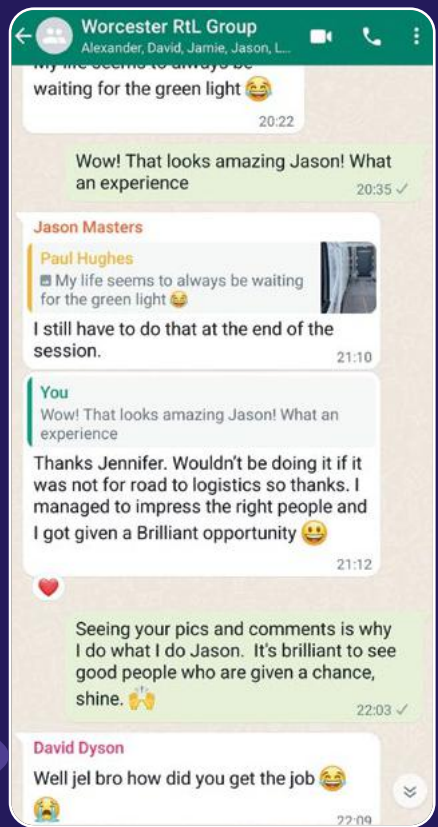 Worcester RtL Group
Alexander, David, Jamie, Jason, L...
My life seems to always be
waiting for the green light 😂
20:22
Wow! That looks amazing Jason! What
an experience
20:35 ✓
Jason Masters
Paul Hughes
My life seems to always be waiting
for the green light 😂
I still have to do that at the end of the
session.
21:10
You
Wow! That looks amazing Jason! What an
experience
Thanks Jennifer. Wouldn't be doing it if it
was not for road to logistics so thanks. I
managed to impress the right people and
I got given a Brilliant opportunity 😃
21:12
❤️
Seeing your pics and comments is why
I do what I do Jason.  It's brilliant to see
good people who are given a chance,
shine. 🙌
22:03 ✓
David Dyson
Well jel bro how did you get the job 😂
😭
22:09